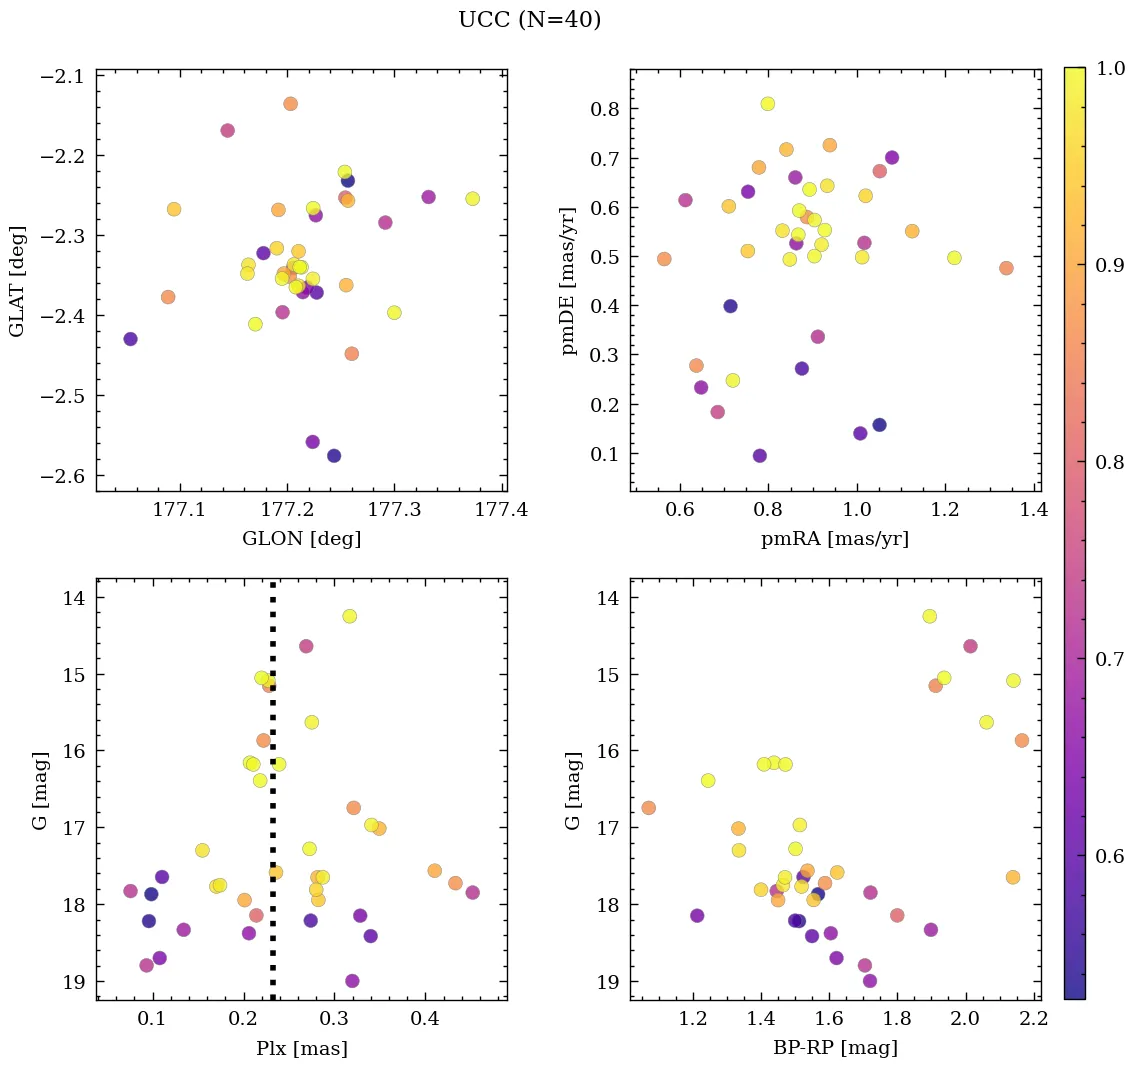 UCC (N=40)
−2.1
−2.2
−2.3
−2.4
−2.5
−2.6
GLAT [deg]
177.1 177.2 177.3 177.4
GLON [deg]
0.8
0.7
0.6
0.5
0.4
0.3
0.2
0.1
pmDE [mas/yr]
0.6 0.8 1.0 1.2 1.4
pmRA [mas/yr]
1.0
0.9
0.8
0.7
0.6
14
15
16
17
18
19
G [mag]
0.1 0.2 0.3 0.4
Plx [mas]
14
15
16
17
18
19
G [mag]
1.2 1.4 1.6 1.8 2.0 2.2
BP-RP [mag]